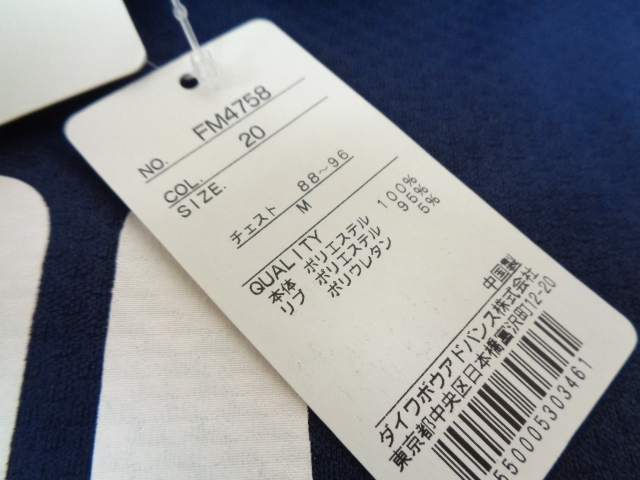 NO. FM4758
COL. 20
SIZE.
チェスト 88～96
M
QUALITY
本体 ポリエステル 100%
リブ ポリエステル 95%
ポリウレタン 5%
中国製
ダイワボウアドバンス株式会社
東京都中央区日本橋富沢町12-20
550005303461